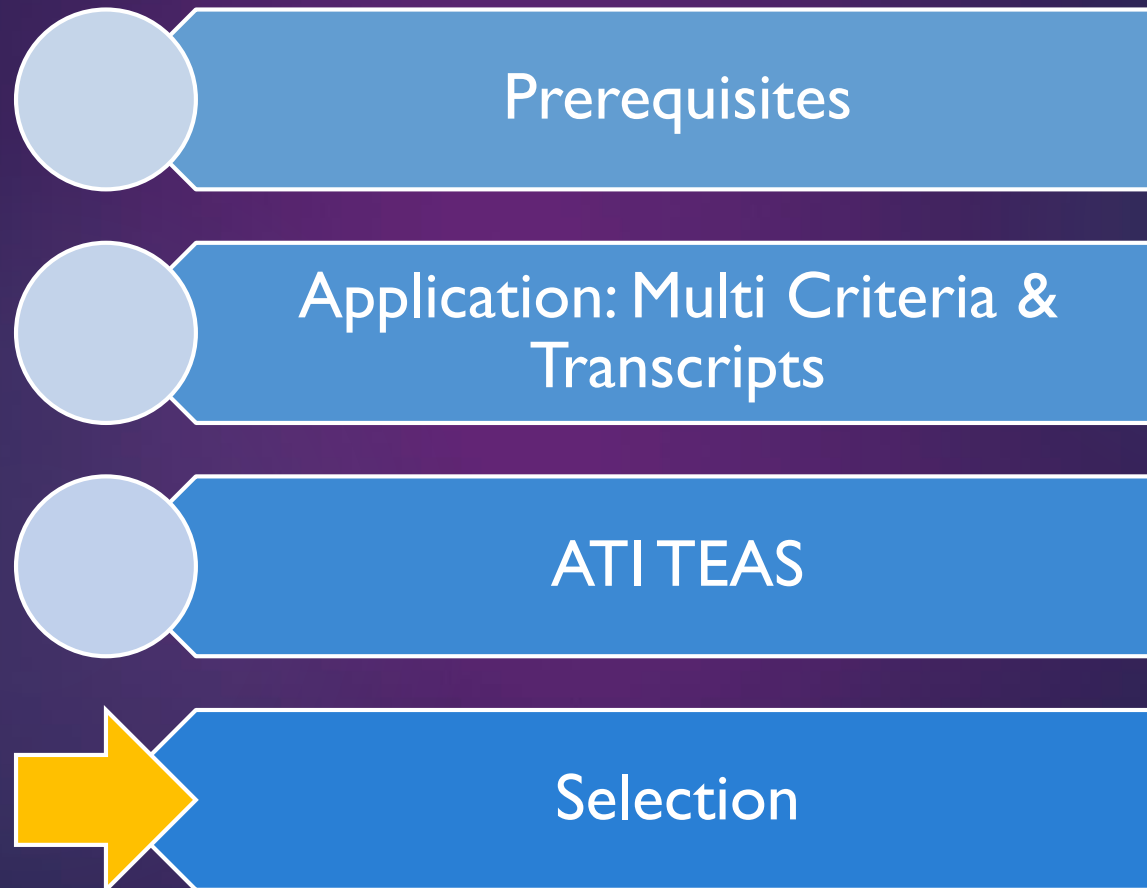 Prerequisites
Application: Multi Criteria &
Transcripts
ATI TEAS
Selection